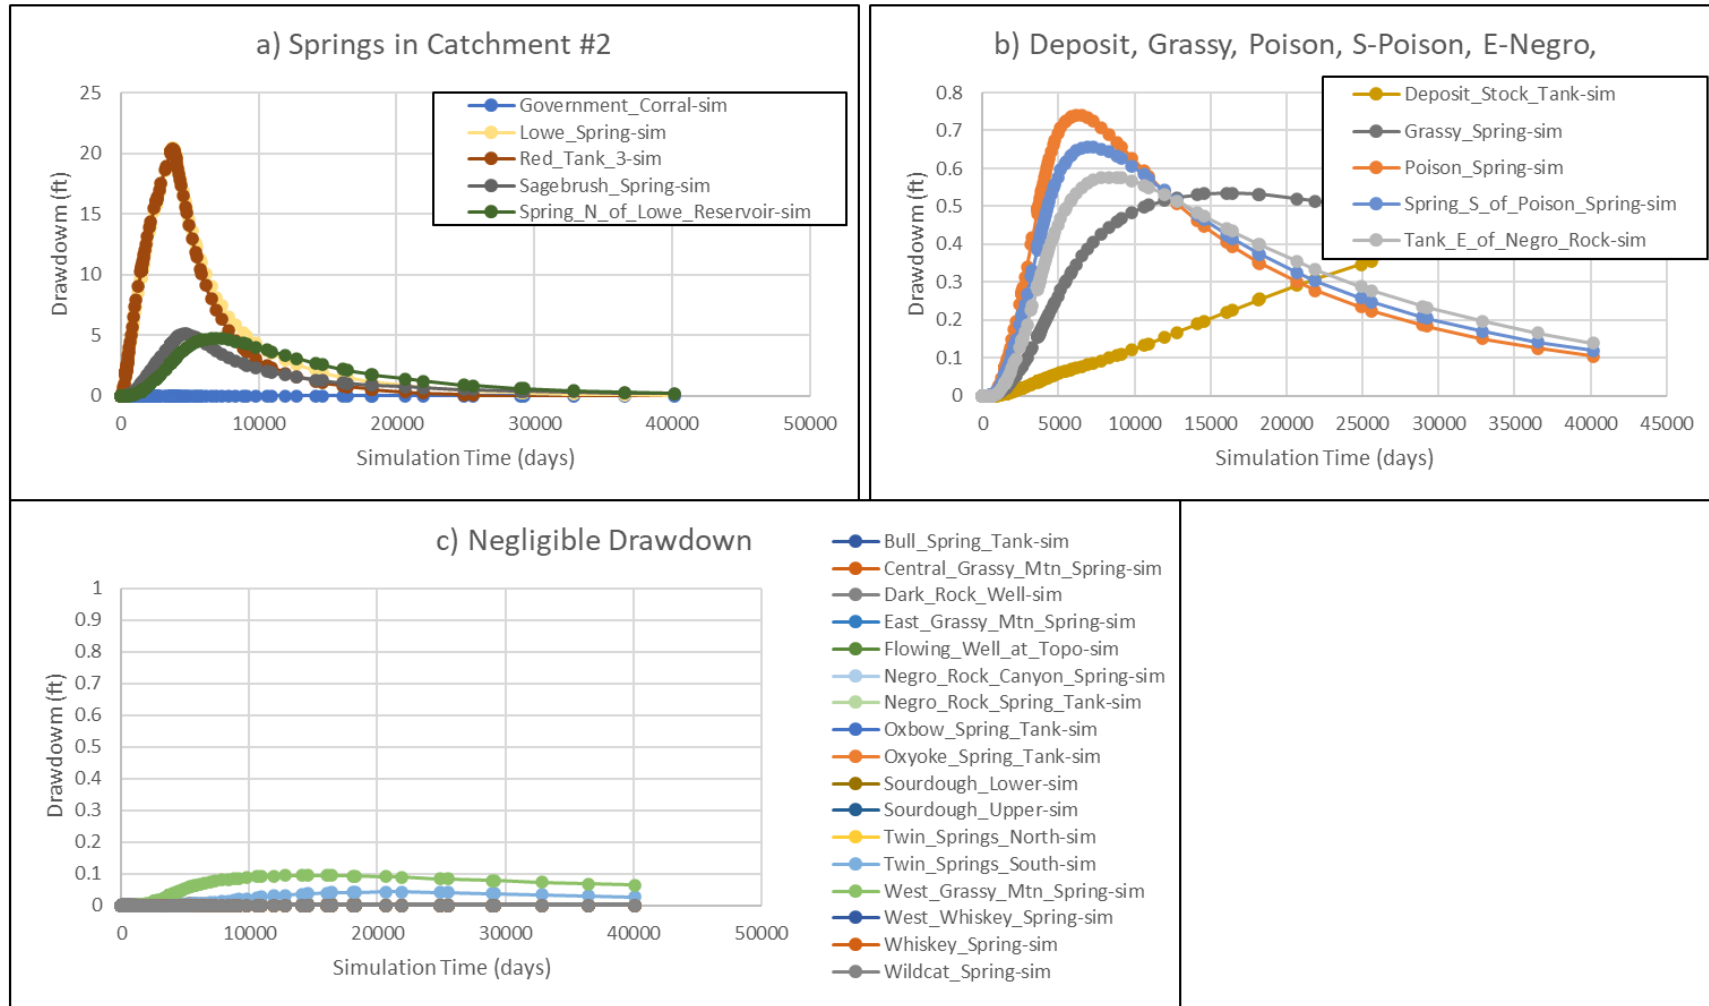 a) Springs in Catchment #2
Drawdowm (ft)
25
20
15
10
5
0
0 10000 20000 30000 40000 50000
Simulation Time (days)
Government_Corral-sim
Lowe_Spring-sim
Red_Tank_3-sim
Sagebrush_Spring-sim
Spring_N_of_Lowe_Reservoir-sim
b) Deposit, Grassy, Poison, S-Poison, E-Negro,
Drawdowm (ft)
0.8
0.7
0.6
0.5
0.4
0.3
0.2
0.1
0
0 5000 10000 15000 20000 25000 30000 35000 40000 45000
Simulation Time (days)
Deposit_Stock_Tank-sim
Grassy_Spring-sim
Poison_Spring-sim
Spring_S_of_Poison_Spring-sim
Tank_E_of_Negro_Rock-sim
c) Negligible Drawdown
Drawdowm (ft)
1
0.9
0.8
0.7
0.6
0.5
0.4
0.3
0.2
0.1
0
0 10000 20000 30000 40000 50000
Simulation Time (days)
Bull_Spring_Tank-sim
Central_Grassy_Mtn_Spring-sim
Dark_Rock_Well-sim
East_Grassy_Mtn_Spring-sim
Flowing_Well_at_Topo-sim
Negro_Rock_Canyon_Spring-sim
Negro_Rock_Spring_Tank-sim
Oxbow_Spring_Tank-sim
Oxyoke_Spring_Tank-sim
Sourdough_Lower-sim
Sourdough_Upper-sim
Twin_Springs_North-sim
Twin_Springs_South-sim
West_Grassy_Mtn_Spring-sim
West_Whiskey_Spring-sim
Whiskey_Spring-sim
Wildcat_Spring-sim